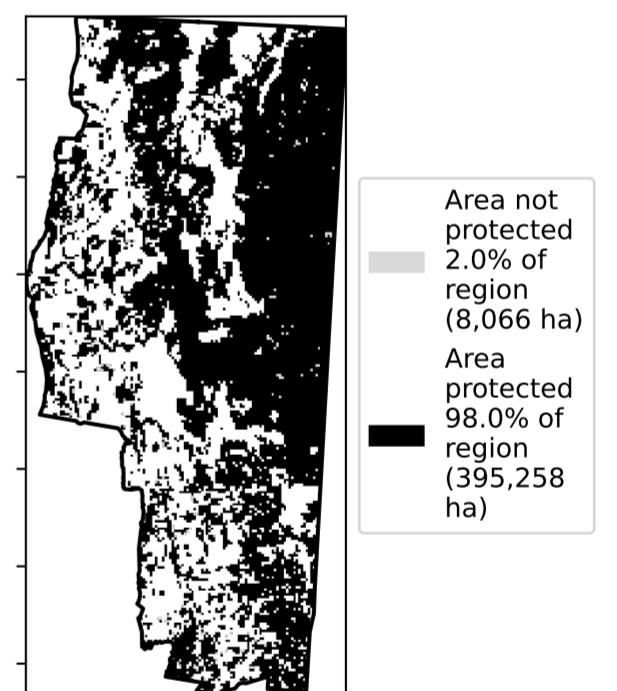 Area not
protected
2.0% of
region
(8,066 ha)
Area
protected
98.0% of
region
(395,258
ha)